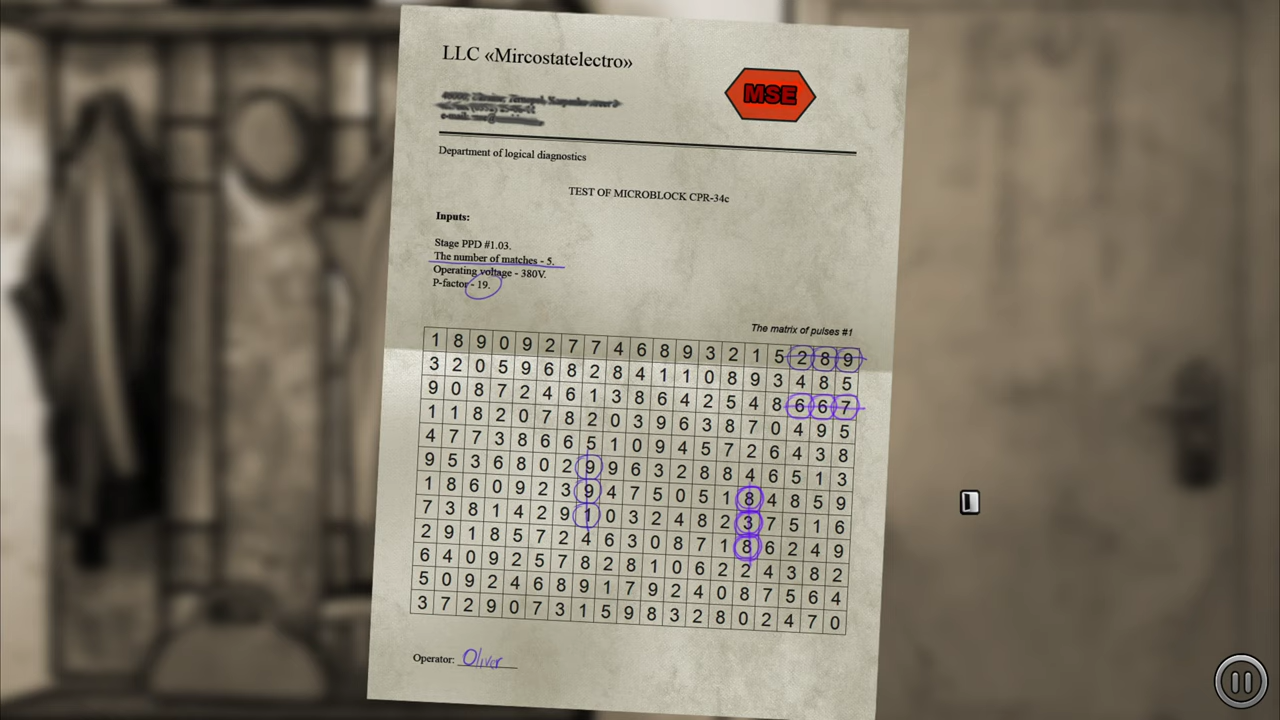 LLC «Mircostatelectro»
MSE
Department of logical diagnostics
TEST OF MICROBLOCK CPR-34c
Inputs:
Stage PPD #1.03.
The number of matches - 5.
Operating voltage - 380V.
P-factor - 19.
The matrix of pulses #1
1 8 9 0 9 2 7 7 4 6 8 9 3 2 1 5 2 8 9
3 2 0 5 9 6 8 2 8 4 1 1 0 8 9 3 4 8 5
9 0 8 7 2 4 6 1 3 8 6 4 2 5 4 8 6 6 7
1 1 8 2 0 7 8 2 0 3 9 6 3 8 7 0 4 9 5
4 7 7 3 8 6 6 5 1 0 9 4 5 7 2 6 4 3 8
9 5 3 6 8 0 2 9 9 6 3 2 8 8 4 6 5 1 3
1 8 6 0 9 2 3 9 4 7 5 0 5 1 8 4 8 5 9
7 3 8 1 4 2 9 1 0 3 2 4 8 2 3 7 5 1 6
2 9 1 8 5 7 2 4 6 3 0 8 7 1 8 6 2 4 9
6 4 0 9 2 5 7 8 2 8 1 0 6 2 2 4 3 8 2
5 0 9 2 4 6 8 9 1 7 9 2 4 0 8 7 5 6 4
3 7 2 9 0 7 3 1 5 9 8 3 2 8 0 2 4 7 0
Operator: Oliver